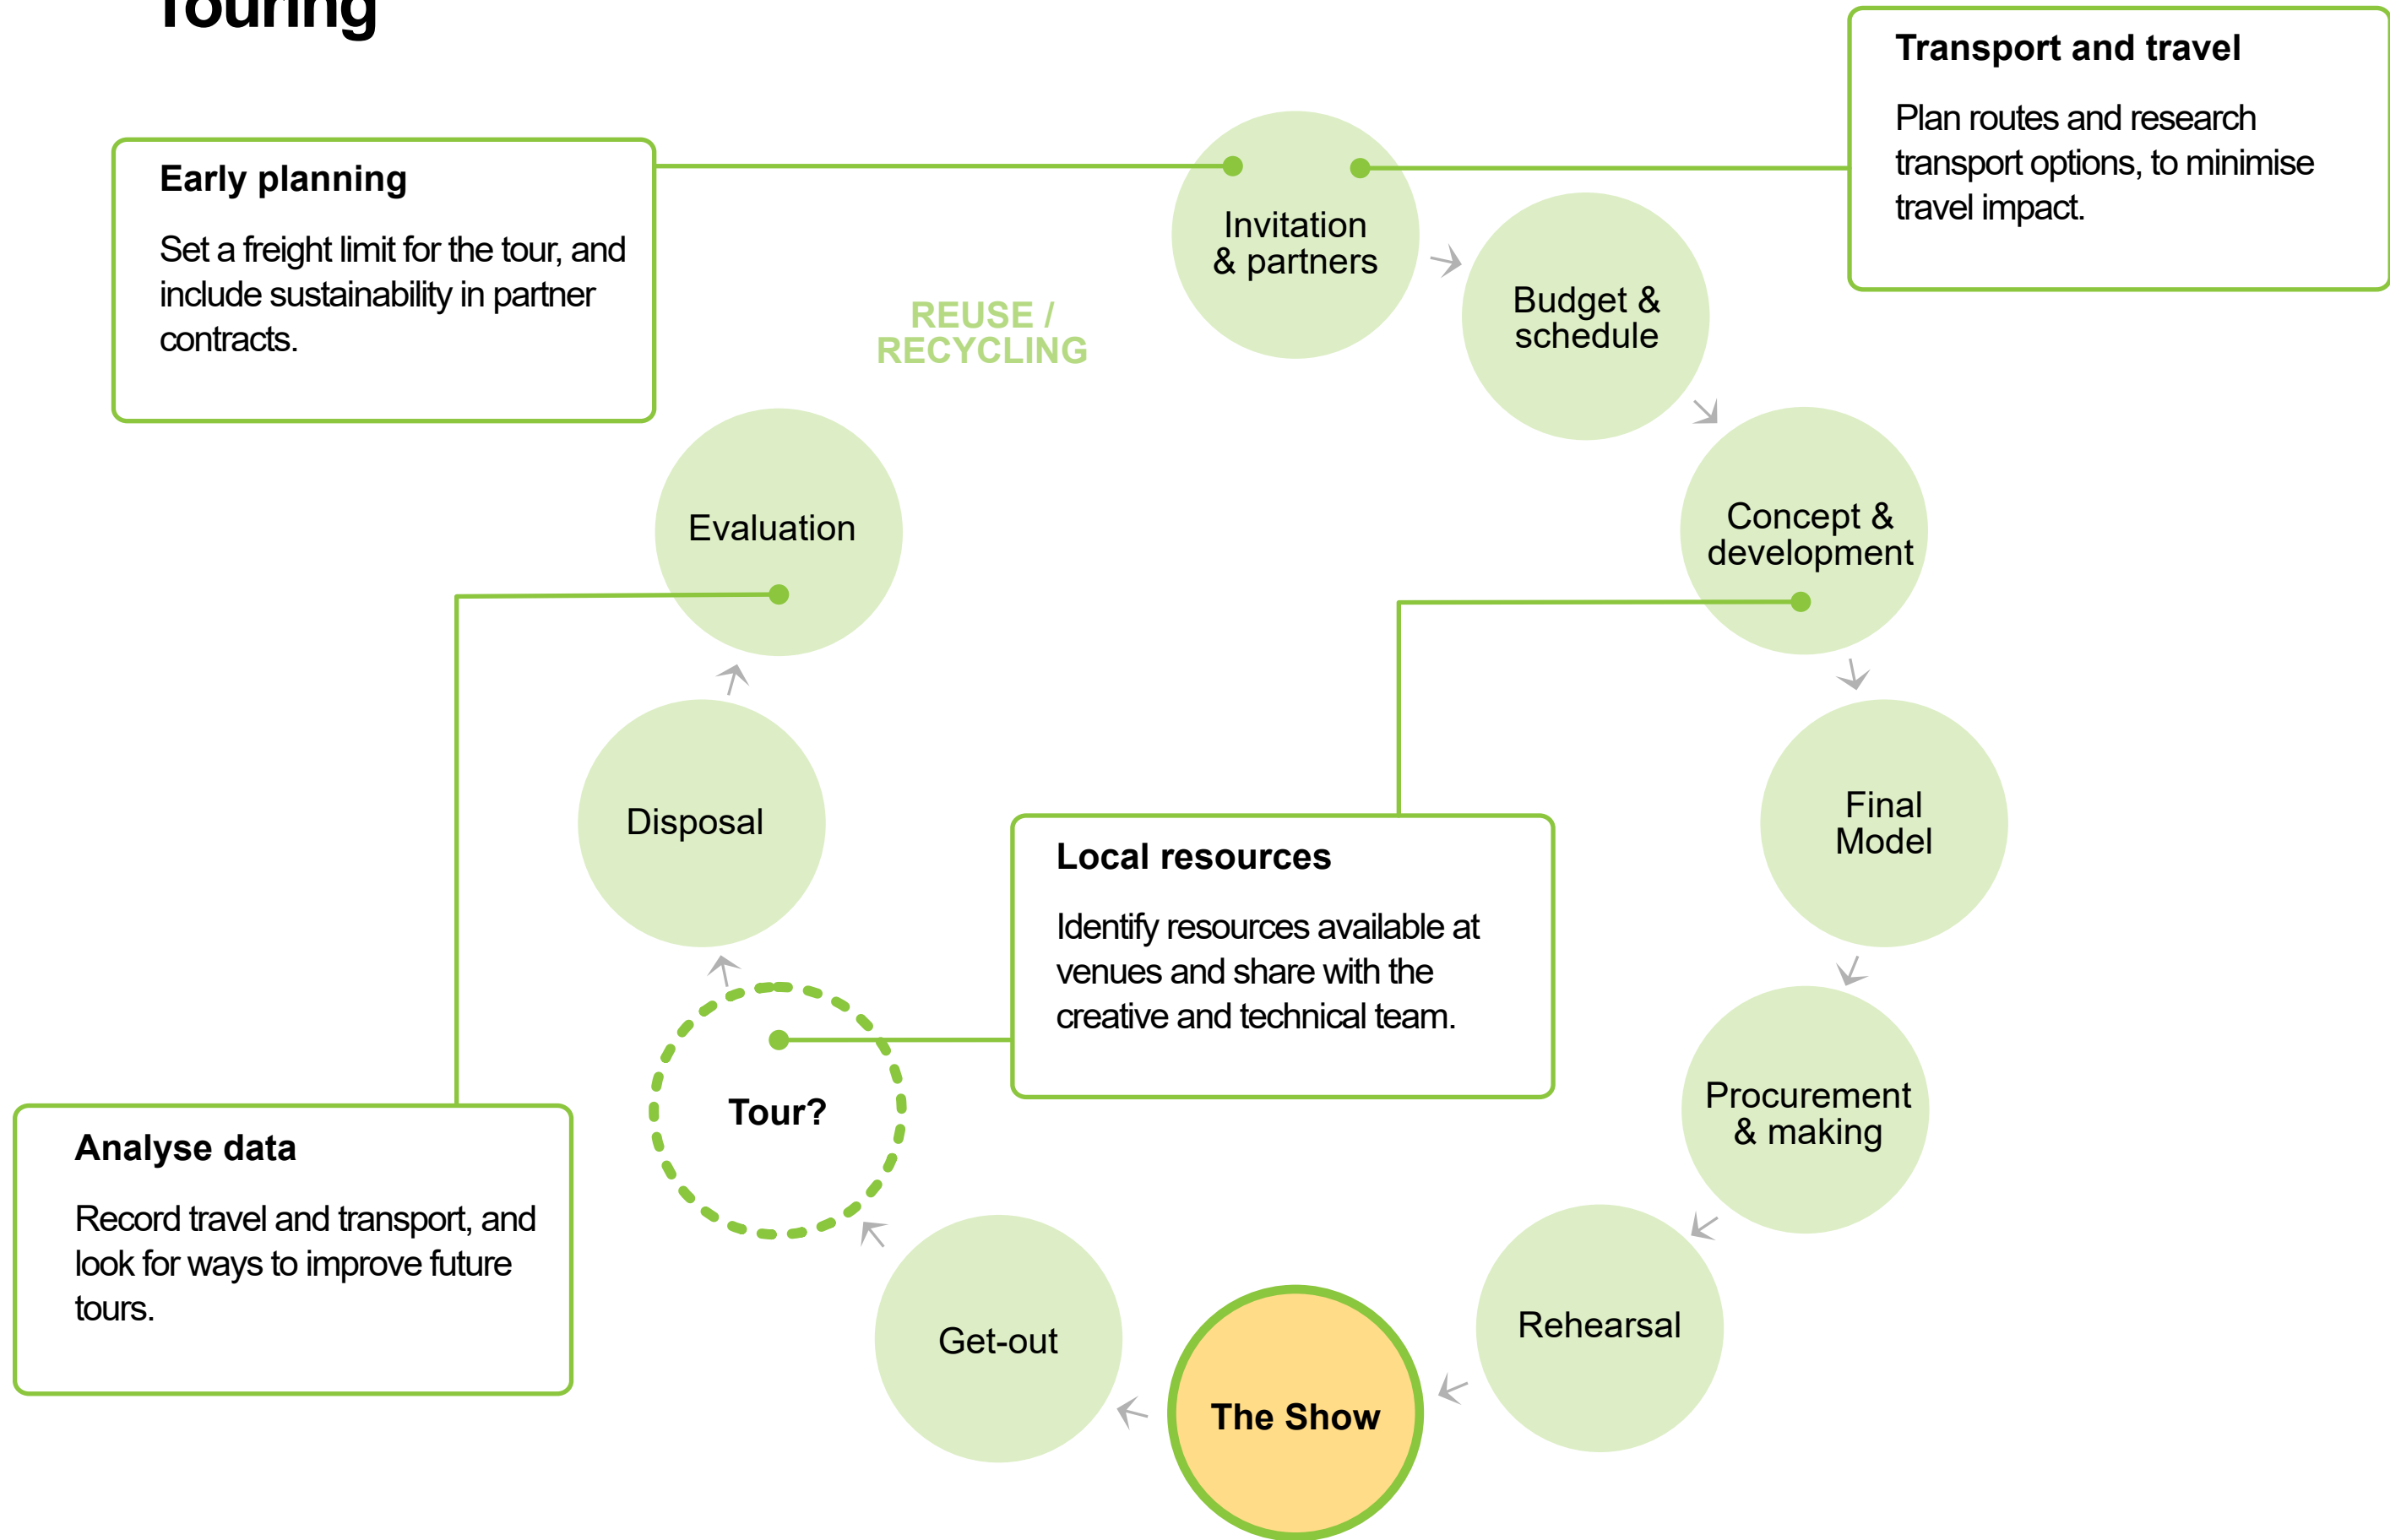 Touring
Transport and travel
Plan routes and research
transport options, to minimise
travel impact.
Early planning
Set a freight limit for the tour, and
include sustainability in partner
contracts.
Invitation
& partners
REUSE /
RECYCLING
Budget &
schedule
Concept &
development
Evaluation
Final
Model
Disposal
Local resources
Identify resources available at
venues and share with the
creative and technical team.
Procurement
& making
Tour?
Analyse data
Record travel and transport, and
look for ways to improve future
tours.
Rehearsal
Get-out
The Show